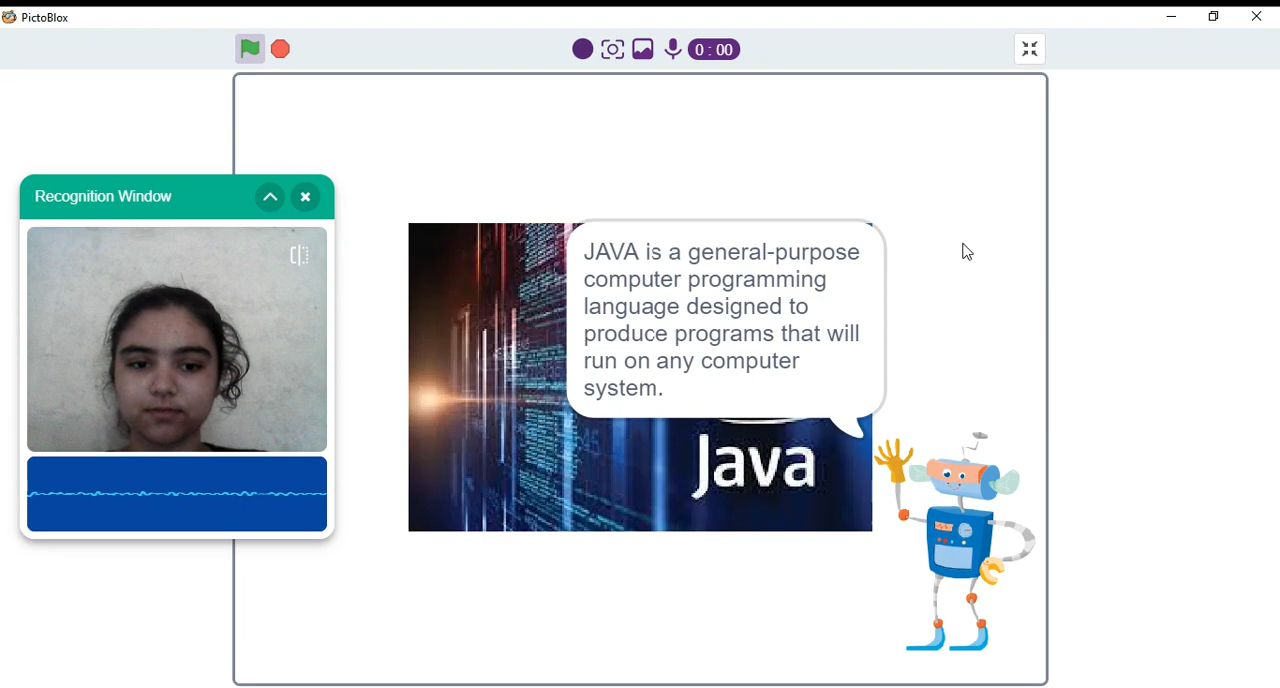 PictoBlox
0 : 00
Recognition Window
JAVA is a general-purpose
computer programming
language designed to
produce programs that will
run on any computer
system.
Java